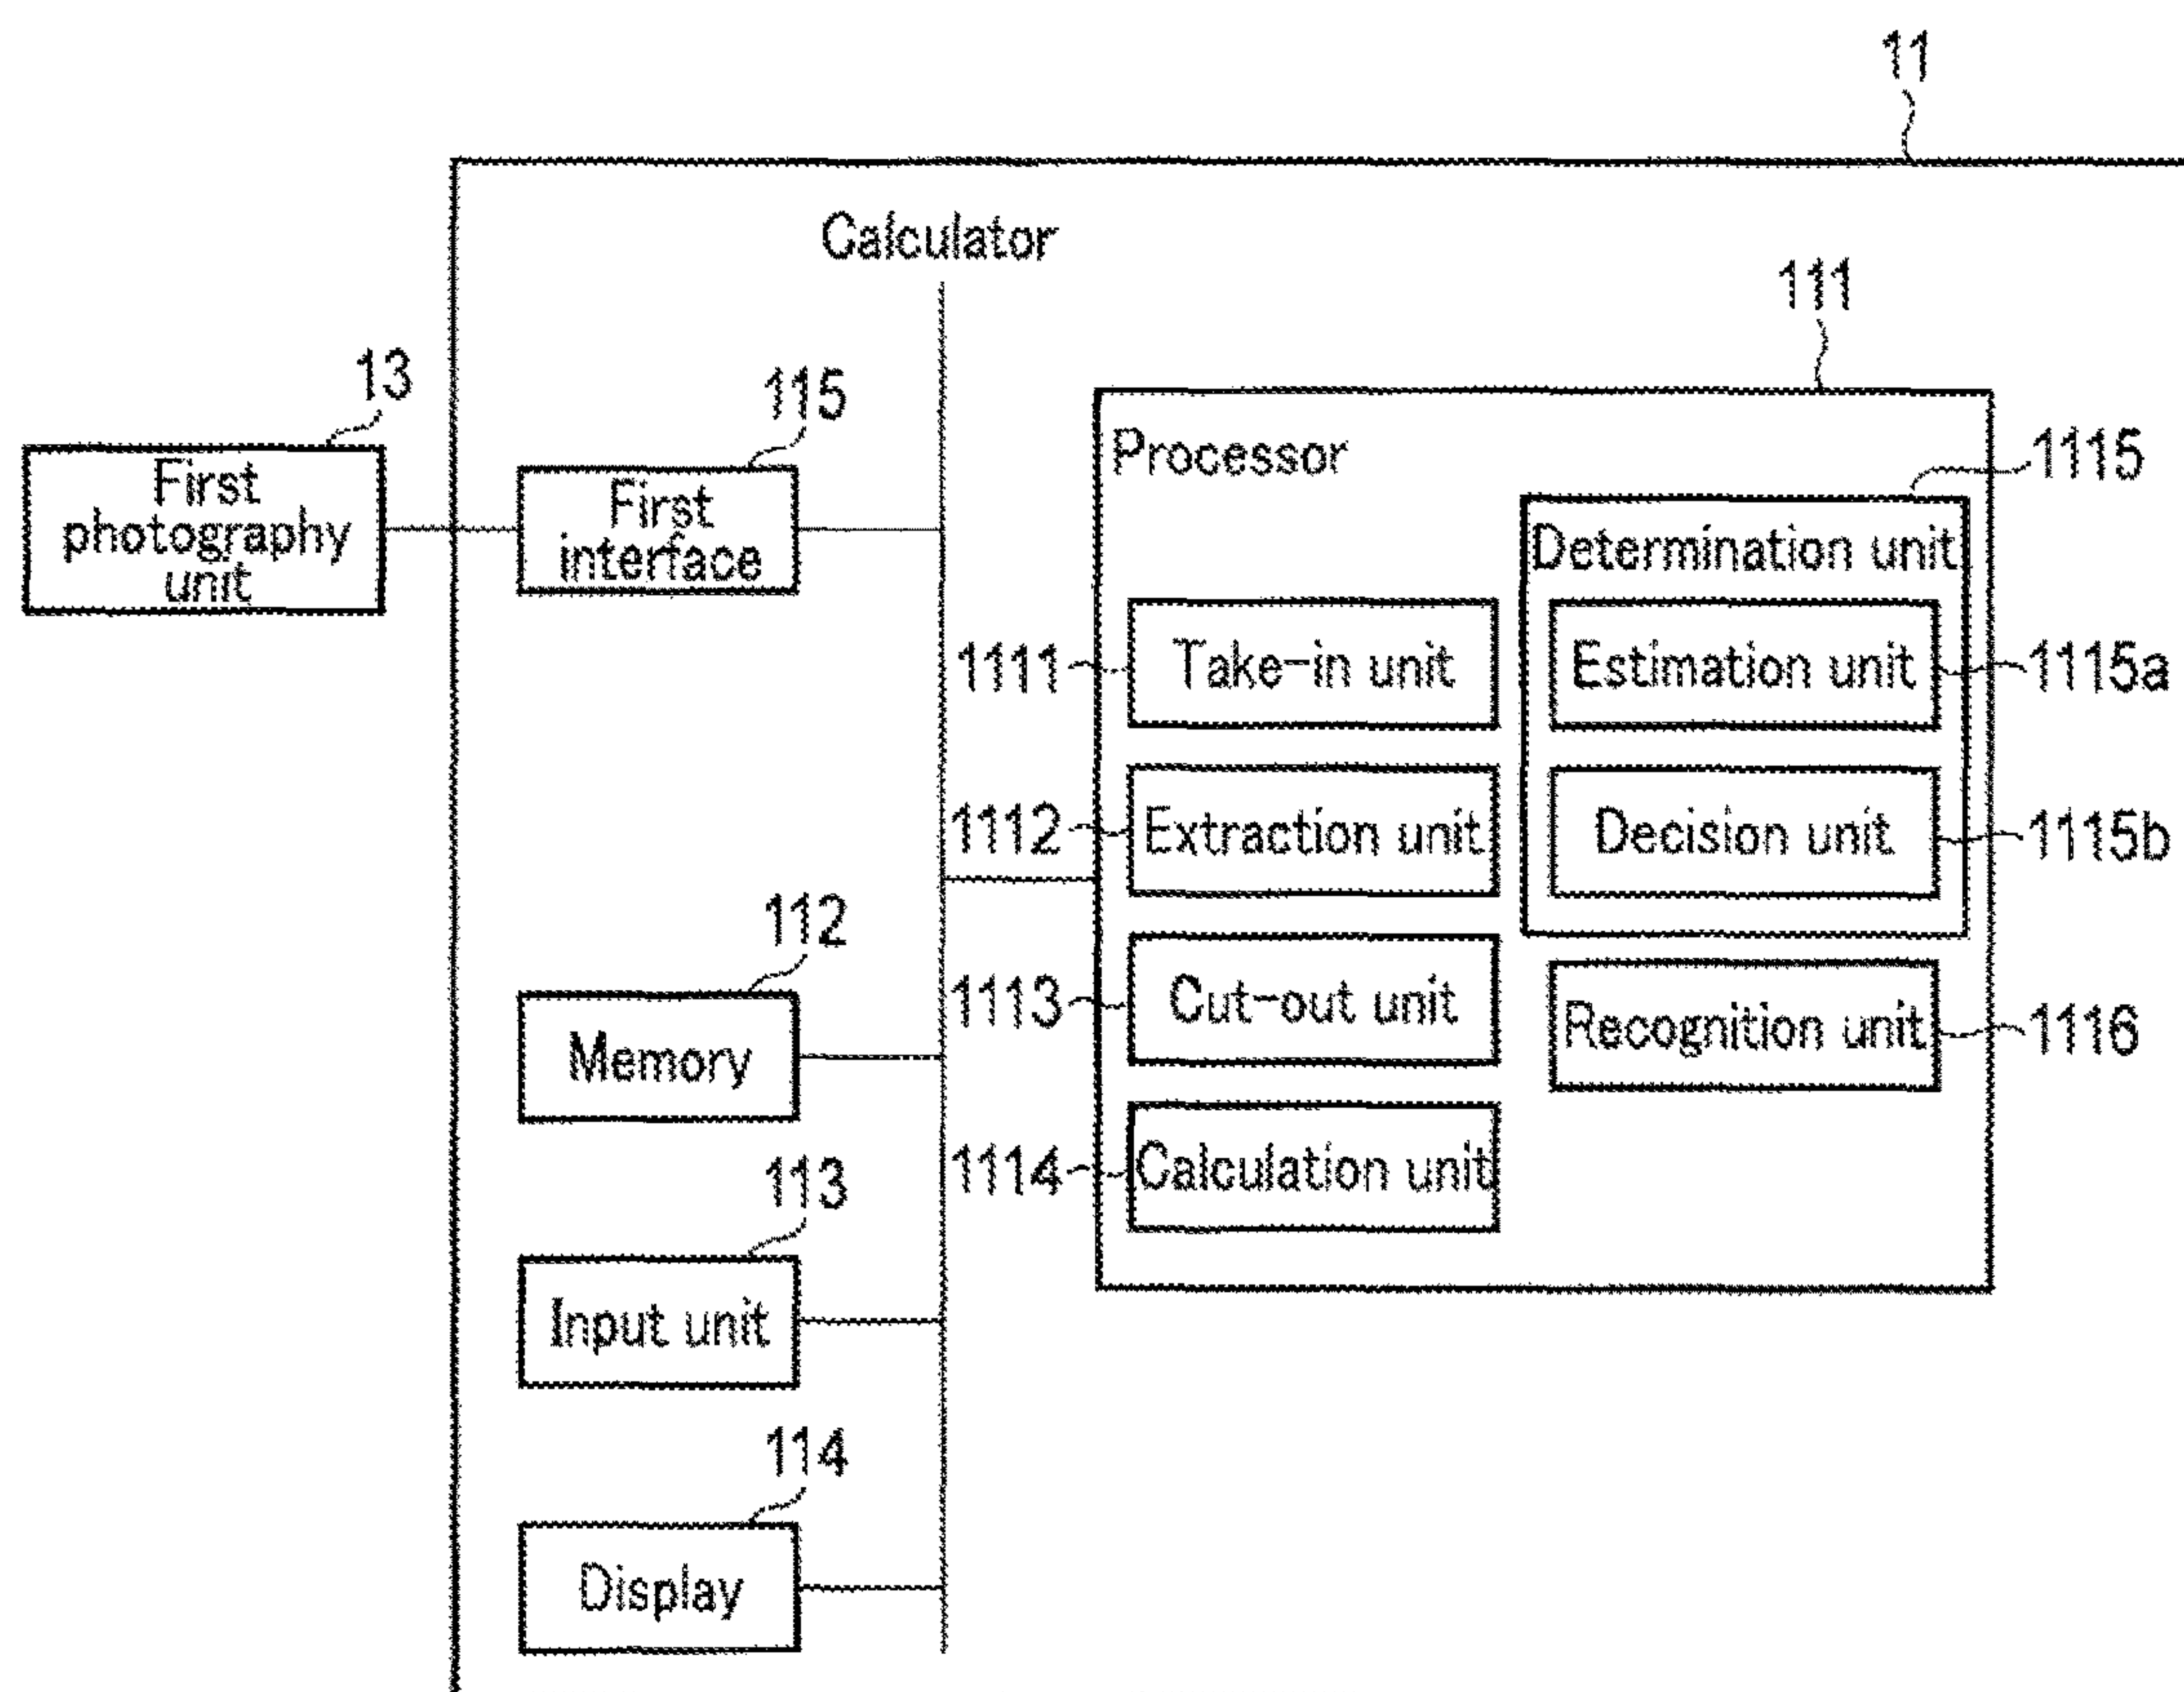 11
Calculator
111
13
115
First
photography
unit
First
interface
Processor
1115
Determination unit
1111
Take-in unit
Estimation unit
1115a
1112
Extraction unit
Decision unit
1115b
112
Memory
1113
Cut-out unit
Recognition unit
1116
113
Input unit
1114
Calculation unit
114
Display